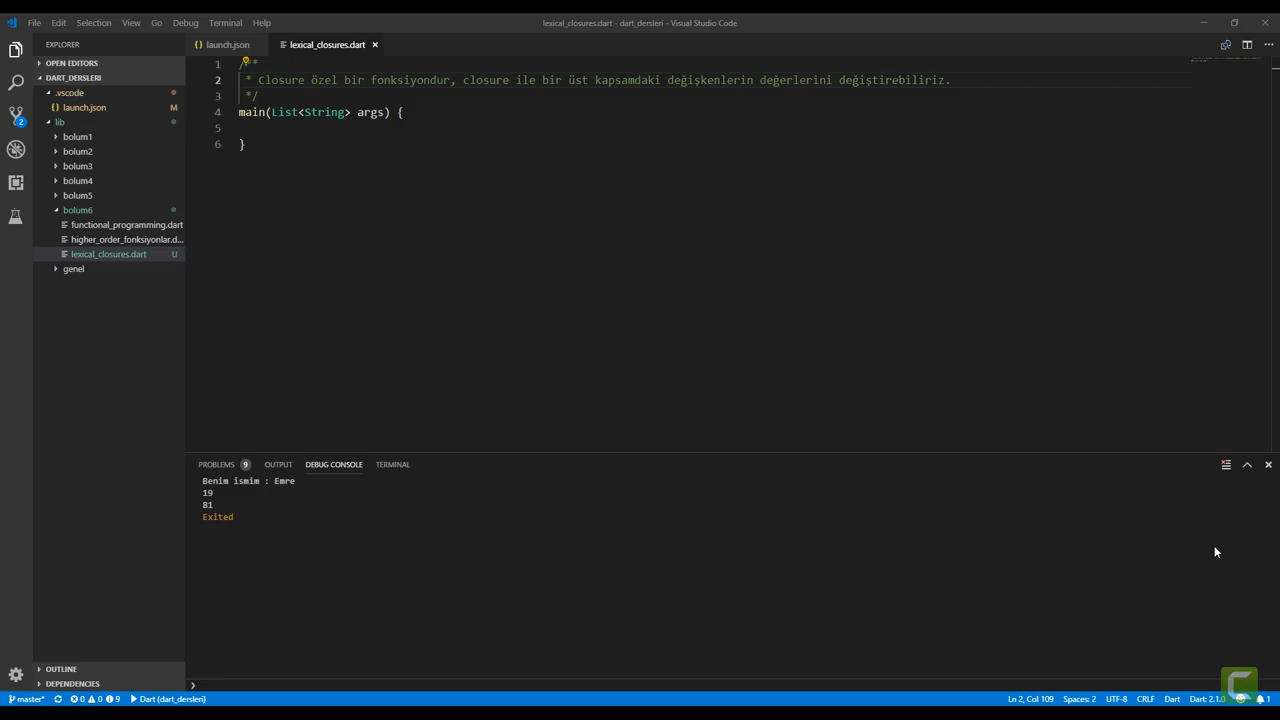 File Edit Selection View Go Debug Terminal Help
lexical_closures.dart - dart_dersleri - Visual Studio Code
EXPLORER
launch.json
lexical_closures.dart
OPEN EDITORS
DART_DERSLERI
.vscode
launch.json M
lib
bolum1
bolum2
bolum3
bolum4
bolum5
bolum6
functional_programming.dart
higher_order_fonksiyonlar.d...
lexical_closures.dart U
genel
1 /**
2 * Closure özel bir fonksiyondur, closure ile bir üst kapsamdaki değişkenlerin değerlerini değiştirebiliriz.
3 */
4 main(List<String> args) {
5
6 }
PROBLEMS 9 OUTPUT DEBUG CONSOLE TERMINAL
Benim ismim : Emre
19
81
Exited
OUTLINE
DEPENDENCIES
2
master* 0 0 9 Dart (dart_dersleri)
Ln 2, Col 109 Spaces: 2 UTF-8 CRLF Dart Dart: 2.1.0 1